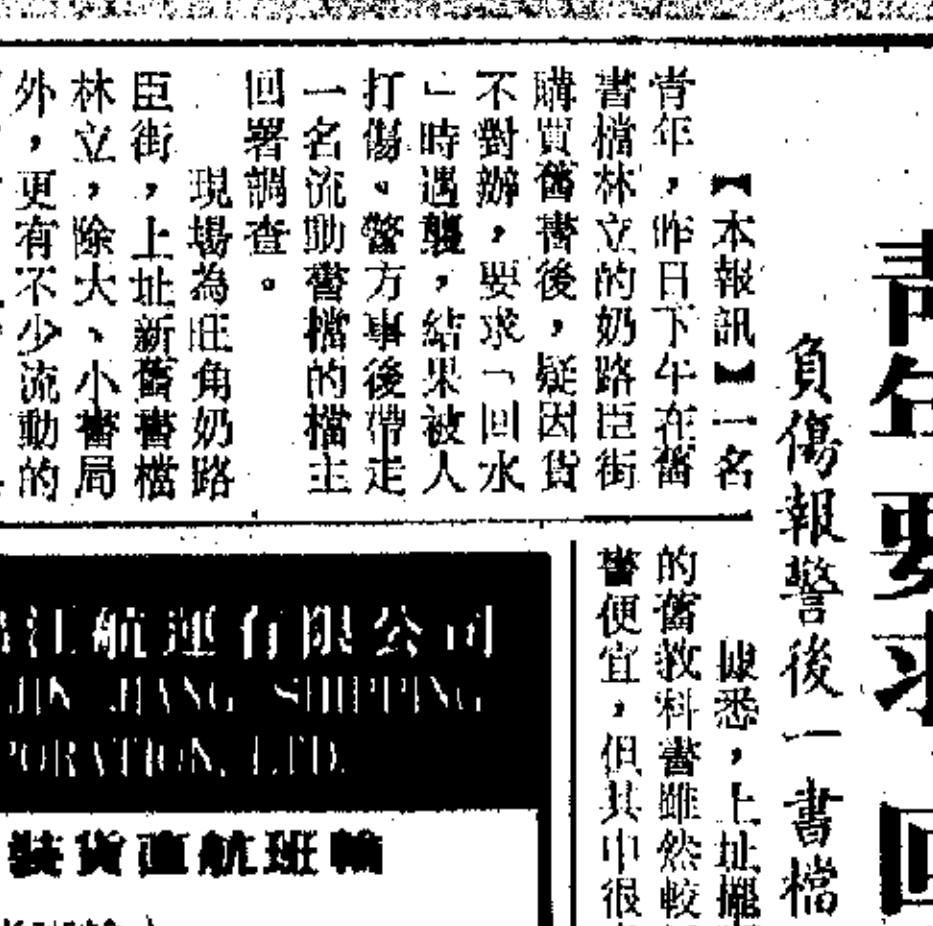 青年要求回
負傷報警後一書檔
【本報訊】一名
青年，昨日下午在舊
書檔林立的奶路臣街
購買舊書後，疑因貨
不對辦，要求「回水
」時遇襲，結果被人
打傷。警方事後帶走
一名流動書檔的檔主
回署調查。
現場為旺角奶路
臣街，上址新舊書檔
林立，除大、小書局
外，更有不少流動的
據悉，上址擺
的舊教科書雖然較
書便宜，但其中很
江航運有限公司
JIN JIANG SHIPPING
PORATION, LTD.
裝貨直航班輪